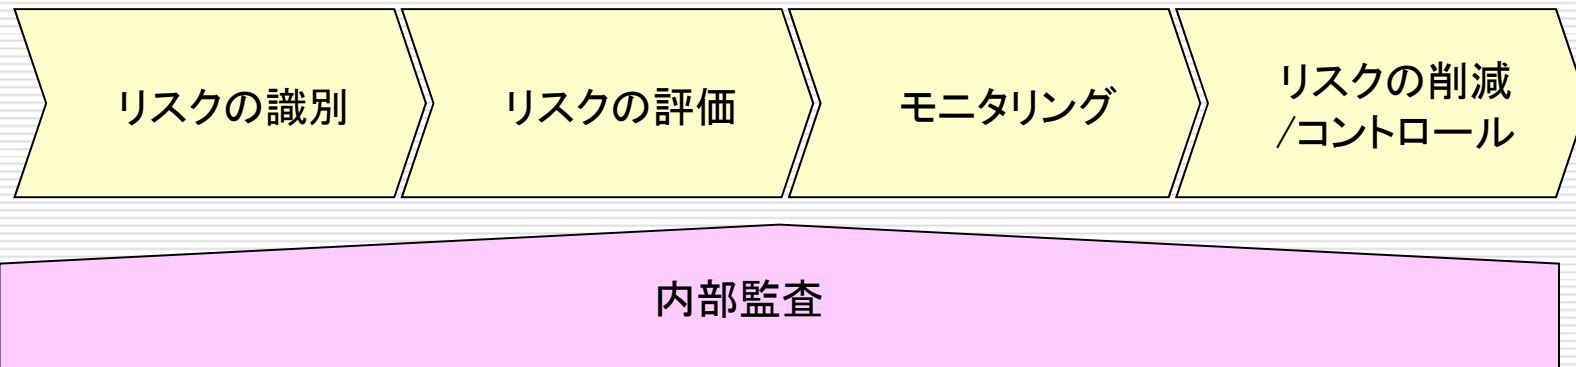 リスクの識別
リスクの評価
モニタリング
リスクの削減
/コントロール
内部監査